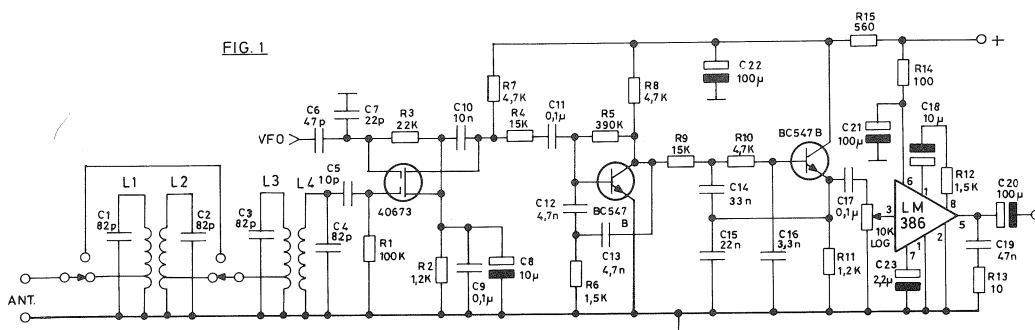 FIG. 1
R15
560
+
C22
100µ
R14
100
R7
4,7K
R8
4,7K
C6
47p
C7
22p
R3
22K
C10
10n
R4
15K
C11
0,1µ
R5
390K
C18
10µ
VFO
C21
100µ
R9
15K
R10
4,7K
BC547B
C5
10p
L1
L2
L3
L4
40673
6
1
R12
1,5K
C20
100µ
C1
82p
C2
82p
C3
82p
C4
82p
C12
4,7n
BC547
B
C14
33n
C17
0,1µ
3
10K
LOG
LM
386
8
5
7
1
2
R1
100K
R2
1,2K
C9
0,1µ
C8
10µ
C13
4,7n
R6
1,5K
C15
22n
C16
3,3n
R11
1,2K
C23
2,2µ
C19
47n
R13
10
ANT.